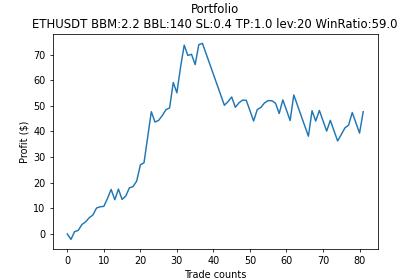 Portfolio
ETHUSDT BBM:2.2 BBL:140 SL:0.4 TP:1.0 lev:20 WinRatio:59.0
70
60
50
40
30
20
10
0
Profit ($)
0 10 20 30 40 50 60 70 80
Trade counts